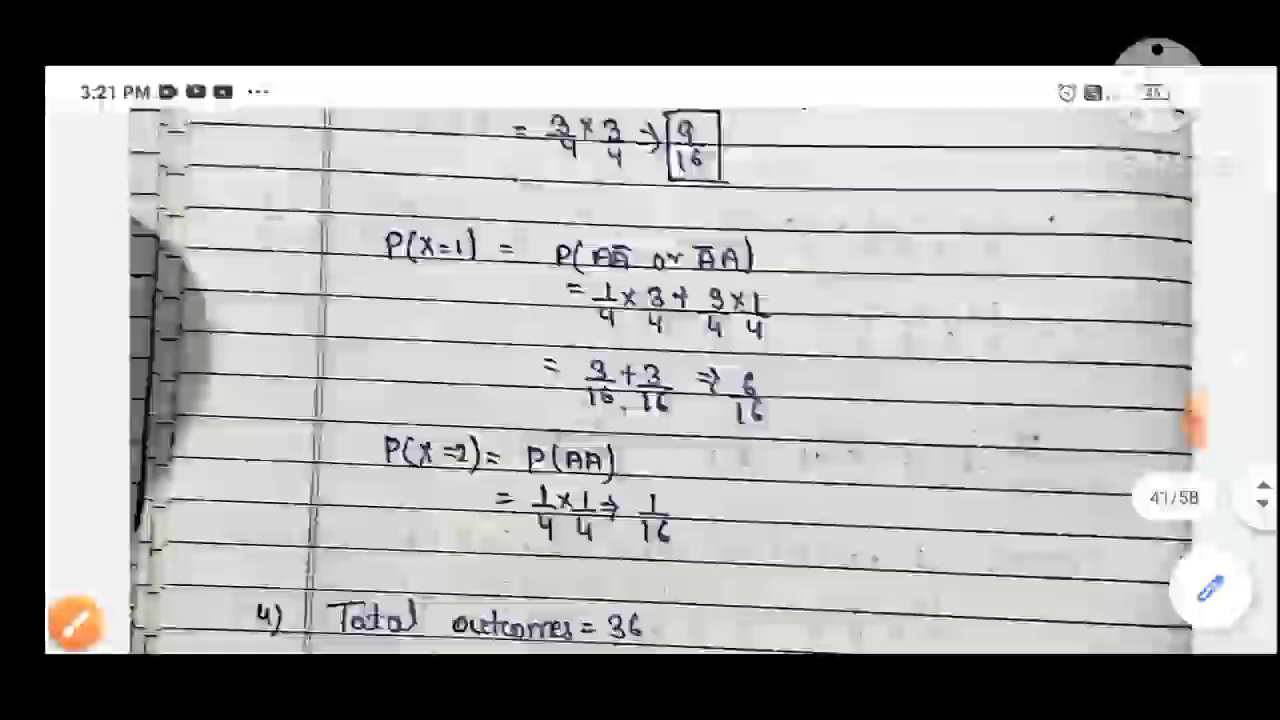 3:21 PM ...
= 3/4 × 3/4 → 9/16
P(X=1) = P(AĀ or ĀA)
= 1/4 × 3/4 + 3/4 × 1/4
= 3/16 + 3/16 ⇒ 6/16
P(X=2) = P(AA)
= 1/4 × 1/4 ⇒ 1/16
41/58
4) Total outcomes = 36